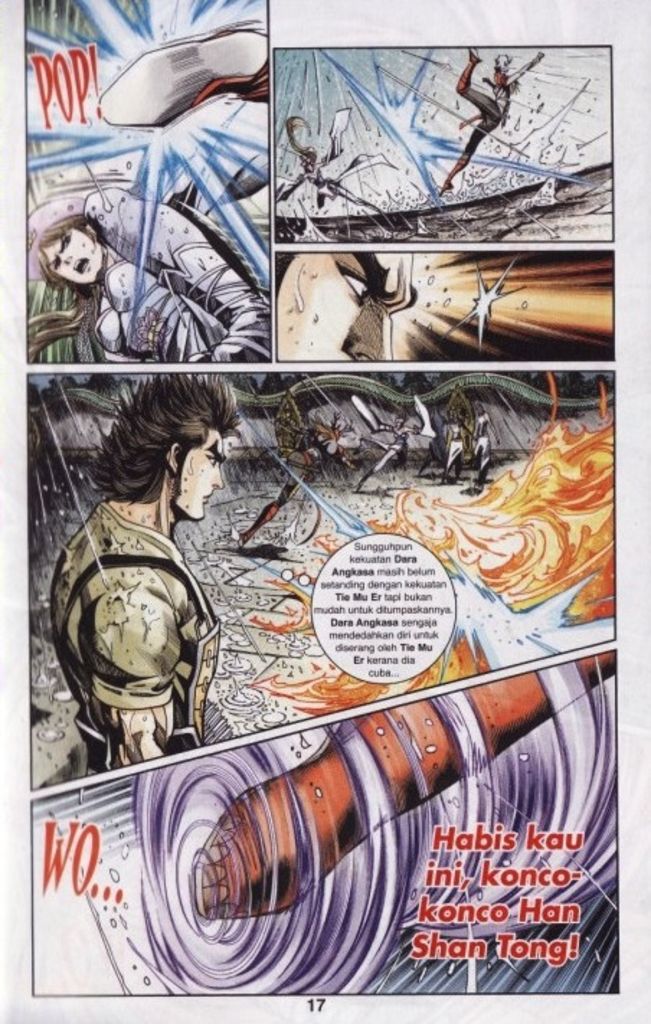 POP!
Sungguhpun
kekuatan Dara
Angkasa masih belum
setanding dengan kekuatan
Tie Mu Er tapi bukan
mudah untuk ditumpaskannya.
Dara Angkasa sengaja
mendedahkan diri untuk
diserang oleh Tie Mu
Er kerana dia
cuba...
WO...
Habis kau
ini, konco-
konco Han
Shan Tong!
17